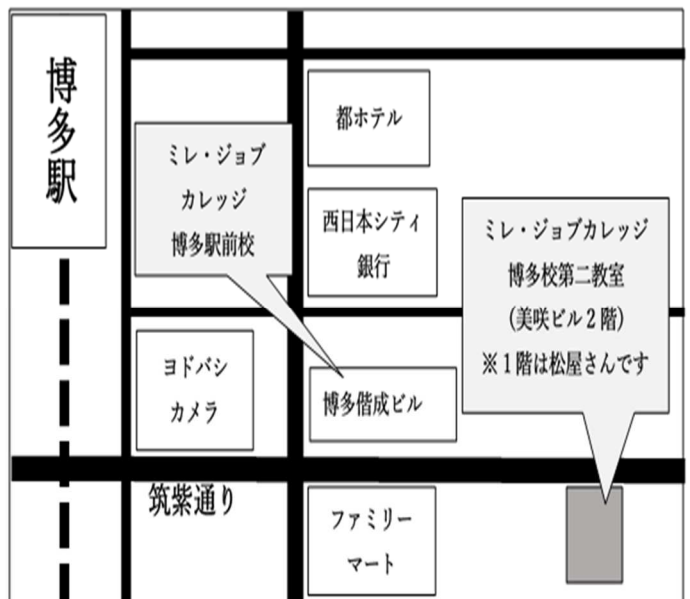 博多駅
都ホテル
ミレ・ジョブ
カレッジ
博多駅前校
西日本シティ
銀行
ミレ・ジョブカレッジ
博多校第二教室
(美咲ビル2階)
※1階は松屋さんです
ヨドバシ
カメラ
博多偕成ビル
筑紫通り
ファミリー
マート